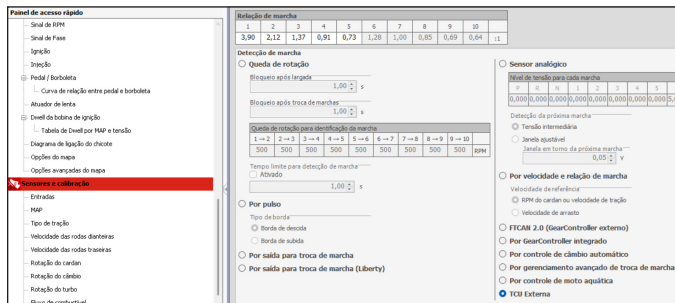 Painel de acesso rápido
Sinal de RPM
Sinal de Fase
Ignição
Injeção
Pedal / Borboleta
Curva de relação entre pedal e borboleta
Atuador de lenta
Dwell da bobina de ignição
Tabela de Dwell por MAP e tensão
Diagrama de ligação do chicote
Opções do mapa
Opções avançadas do mapa
Sensores e calibração
Entradas
MAP
Tipo de tração
Velocidade das rodas dianteiras
Velocidade das rodas traseiras
Rotação do cardan
Rotação do câmbio
Rotação do turbo
Fluxo de combustível
Relação de marcha
1 2 3 4 5 6 7 8 9 10
3,90 2,12 1,37 0,91 0,73 1,28 1,00 0,85 0,69 0,64 :1
Detecção de marcha
Queda de rotação
Bloqueio após largada
1,00 s
Bloqueio após troca de marchas
1,00 s
Queda de rotação para identificação da marcha
1→2 2→3 3→4 4→5 5→6 6→7 7→8 8→9 9→10
500 500 500 500 500 500 500 500 500 RPM
Tempo limite para detecção de marcha
Ativado
1,00 s
Por pulso
Tipo de borda
Borda de descida
Borda de subida
Por saída para troca de marcha
Por saída para troca de marcha (Liberty)
Sensor analógico
Nível de tensão para cada marcha
P R N 1 2 3 4 5
0,000 0,000 0,000 0,000 0,000 0,000 0,000 0,000 5,0
Detecção da próxima marcha
Tensão intermediária
Janela ajustável
Janela em torno da próxima marcha
0,05 V
Por velocidade e relação de marcha
Velocidade de referência
RPM do cardan ou velocidade de tração
Velocidade de arrasto
FTCAN 2.0 (GearController externo)
Por GearController integrado
Por controle de câmbio automático
Por gerenciamento avançado de troca de marcha
Por controle de moto aquática
TCU Externa